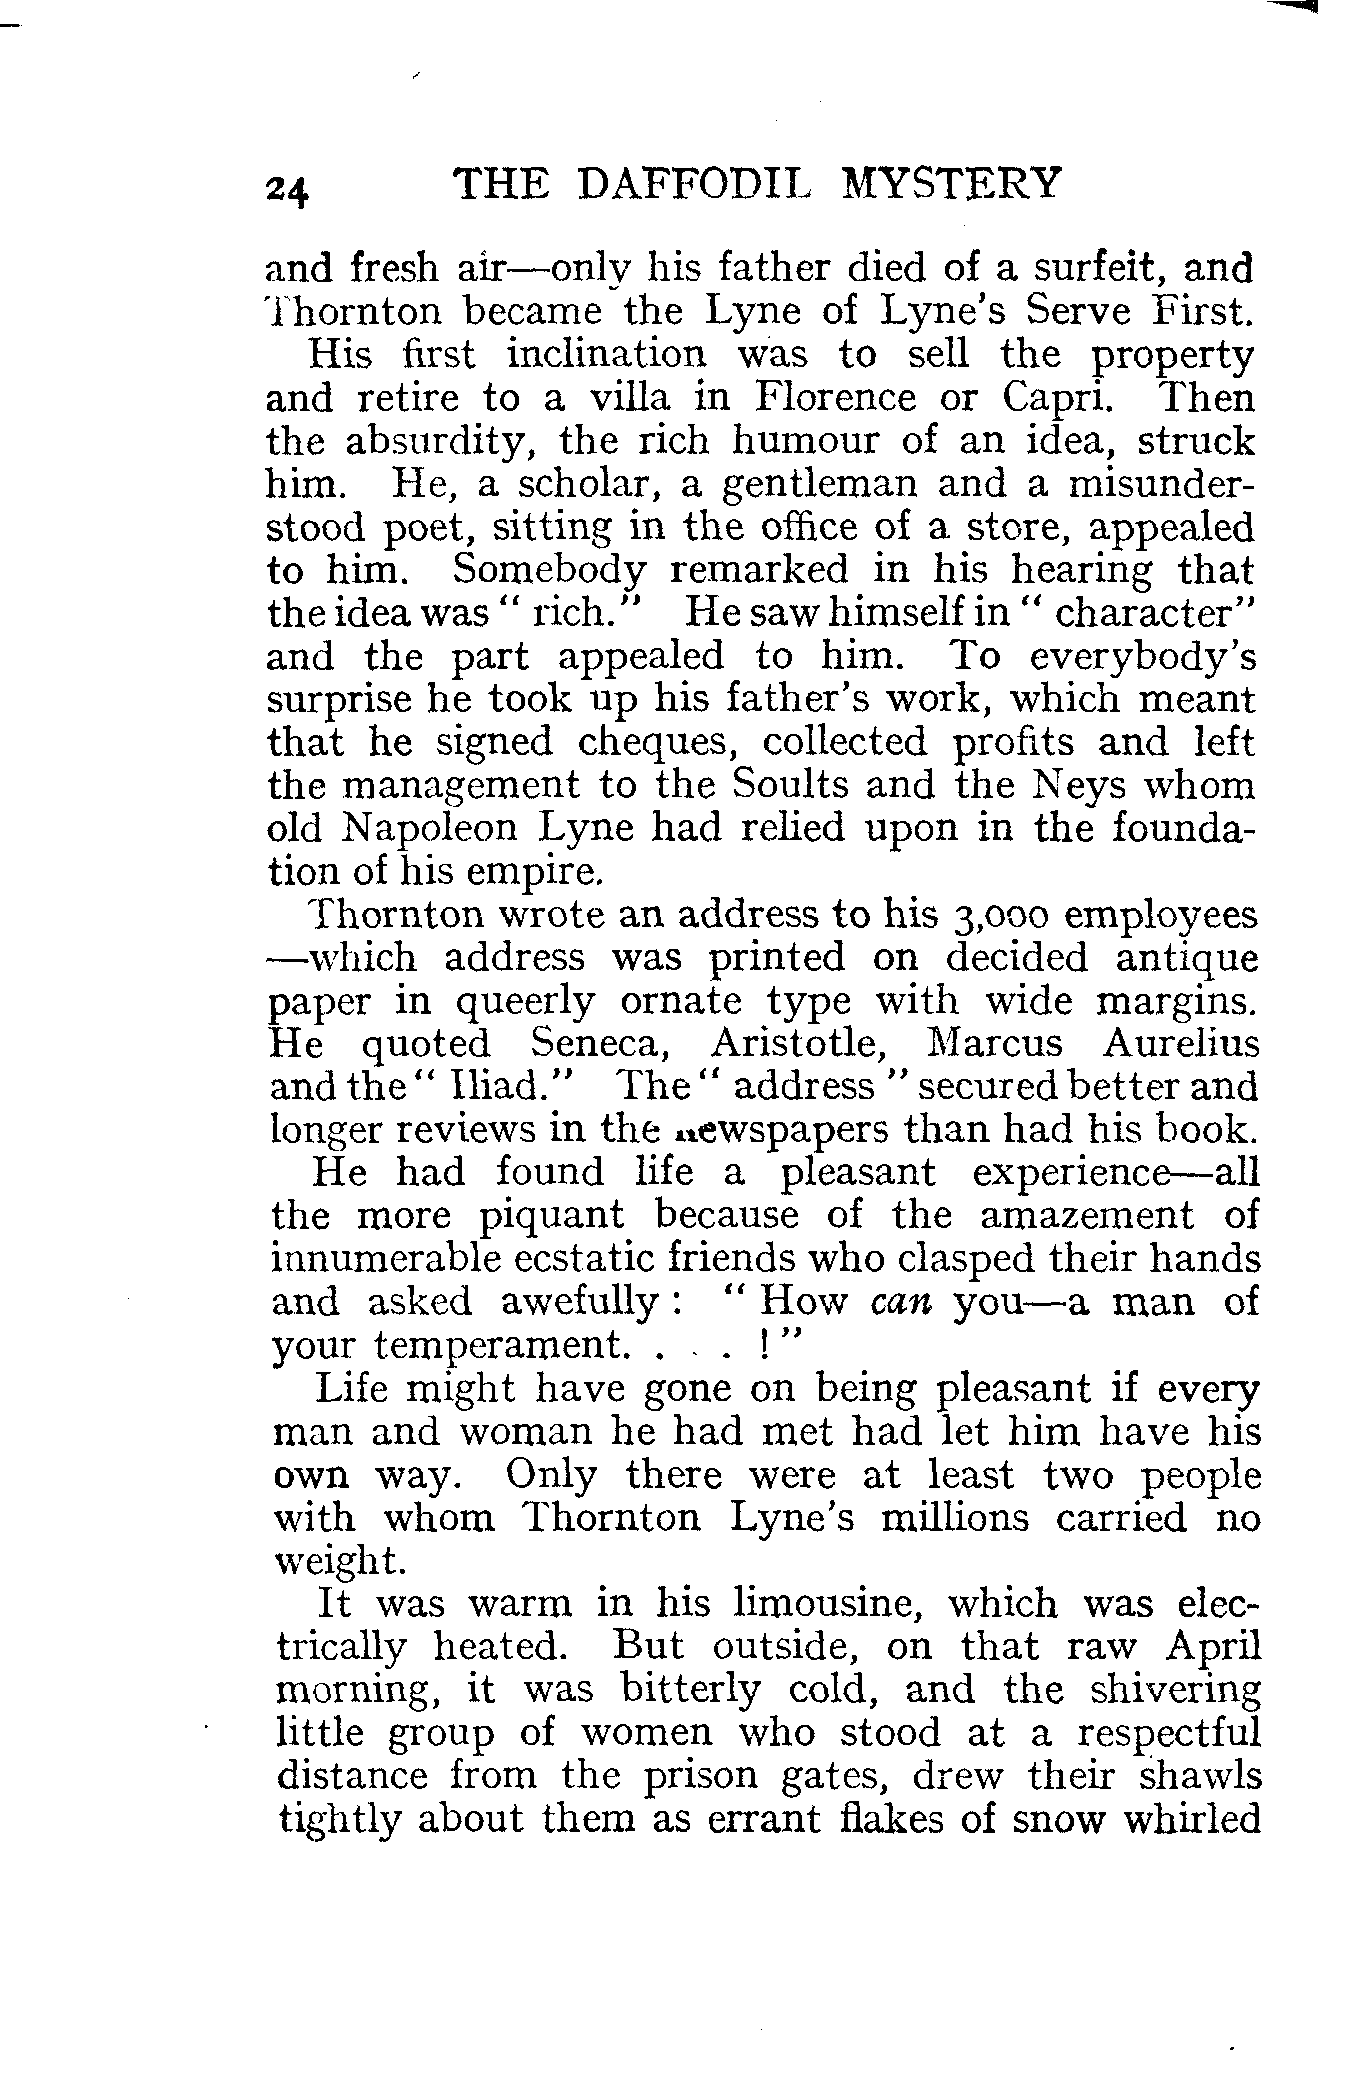 24 THE DAFFODIL MYSTERY
and fresh air—only his father died of a surfeit, and
Thornton became the Lyne of Lyne's Serve First.
His first inclination was to sell the property
and retire to a villa in Florence or Capri. Then
the absurdity, the rich humour of an idea, struck
him. He, a scholar, a gentleman and a misunder-
stood poet, sitting in the office of a store, appealed
to him. Somebody remarked in his hearing that
the idea was " rich." He saw himself in " character"
and the part appealed to him. To everybody's
surprise he took up his father's work, which meant
that he signed cheques, collected profits and left
the management to the Soults and the Neys whom
old Napoleon Lyne had relied upon in the founda-
tion of his empire.
Thornton wrote an address to his 3,000 employees
—which address was printed on decided antique
paper in queerly ornate type with wide margins.
He quoted Seneca, Aristotle, Marcus Aurelius
and the " Iliad." The " address " secured better and
longer reviews in the newspapers than had his book.
He had found life a pleasant experience—all
the more piquant because of the amazement of
innumerable ecstatic friends who clasped their hands
and asked awefully : " How can you—a man of
your temperament. . . . ! "
Life might have gone on being pleasant if every
man and woman he had met had let him have his
own way. Only there were at least two people
with whom Thornton Lyne's millions carried no
weight.
It was warm in his limousine, which was elec-
trically heated. But outside, on that raw April
morning, it was bitterly cold, and the shivering
little group of women who stood at a respectful
distance from the prison gates, drew their shawls
tightly about them as errant flakes of snow whirled